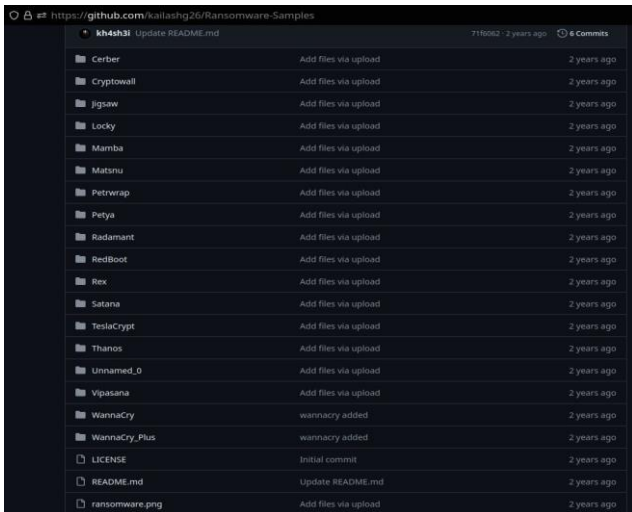 https://github.com/kailashg26/Ransomware-Samples
kh4sh3i Update README.md 71f6062 · 2 years ago 6 Commits
Cerber Add files via upload 2 years ago
Cryptowall Add files via upload 2 years ago
Jigsaw Add files via upload 2 years ago
Locky Add files via upload 2 years ago
Mamba Add files via upload 2 years ago
Matsnu Add files via upload 2 years ago
Petrwrap Add files via upload 2 years ago
Petya Add files via upload 2 years ago
Radamant Add files via upload 2 years ago
RedBoot Add files via upload 2 years ago
Rex Add files via upload 2 years ago
Satana Add files via upload 2 years ago
TeslaCrypt Add files via upload 2 years ago
Thanos Add files via upload 2 years ago
Unnamed_0 Add files via upload 2 years ago
Vipasana Add files via upload 2 years ago
WannaCry wannacry added 2 years ago
WannaCry_Plus wannacry added 2 years ago
LICENSE Initial commit 2 years ago
README.md Update README.md 2 years ago
ransomware.png Add files via upload 2 years ago